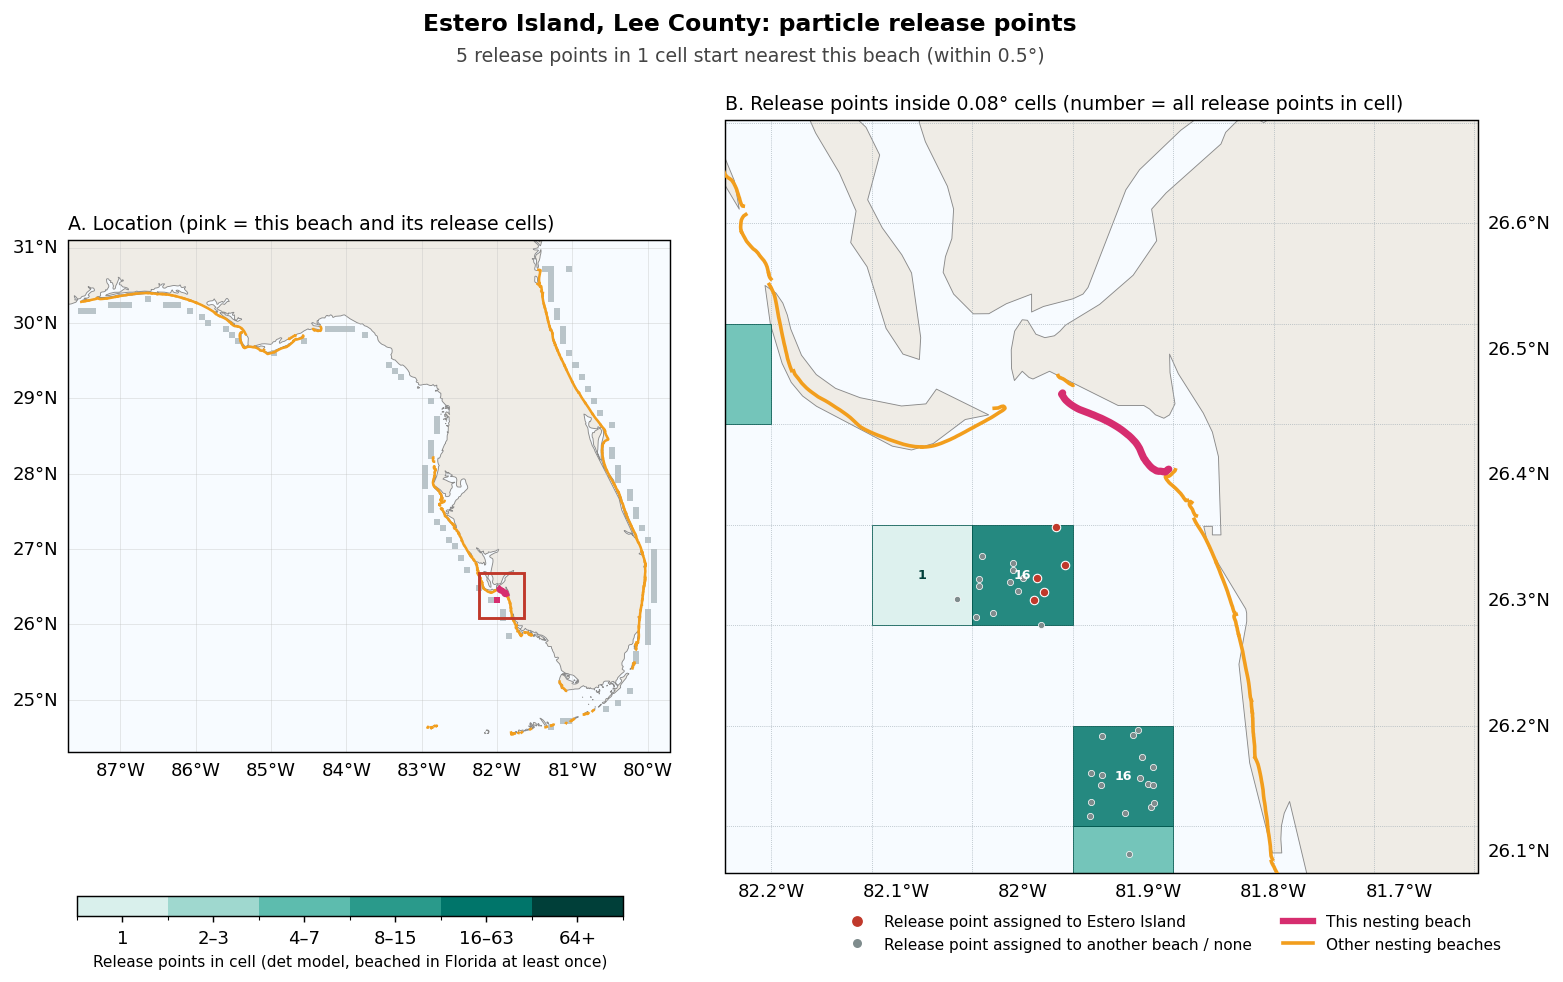 Estero Island, Lee County: particle release points
5 release points in 1 cell start nearest this beach (within 0.5°)
A. Location (pink = this beach and its release cells)
31°N
30°N
29°N
28°N
27°N
26°N
25°N
87°W 86°W 85°W 84°W 83°W 82°W 81°W 80°W
1 2–3 4–7 8–15 16–63 64+
Release points in cell (det model, beached in Florida at least once)
B. Release points inside 0.08° cells (number = all release points in cell)
26.6°N
26.5°N
26.4°N
1 16
26.3°N
26.2°N
16
26.1°N
82.2°W 82.1°W 82°W 81.9°W 81.8°W 81.7°W
Release point assigned to Estero Island
Release point assigned to another beach / none
This nesting beach
Other nesting beaches